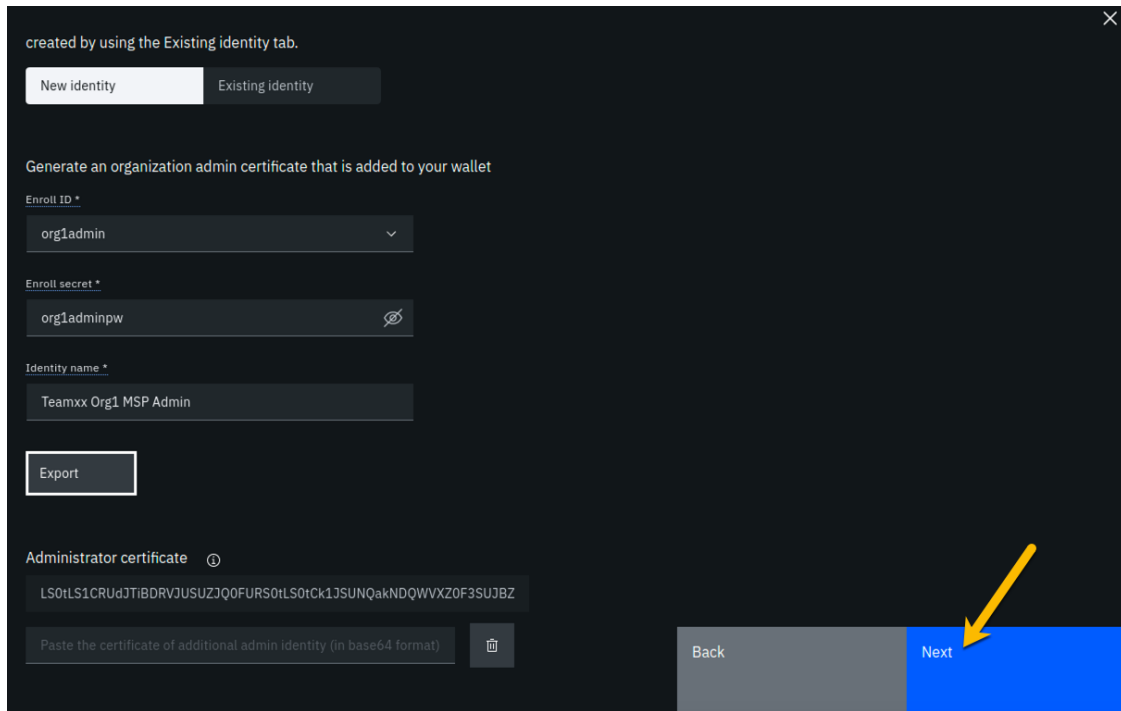 created by using the Existing identity tab.
New identity
Existing identity
Generate an organization admin certificate that is added to your wallet
Enroll ID *
org1admin
Enroll secret *
org1adminpw
Identity name *
Teamxx Org1 MSP Admin
Export
Administrator certificate
LS0tLS1CRUdJTiBDRVJUSUZJQ0FURS0tLS0tCk1JSUNQakNDQWVXZ0F3SUJBZ
Paste the certificate of additional admin identity (in base64 format)
Back
Next